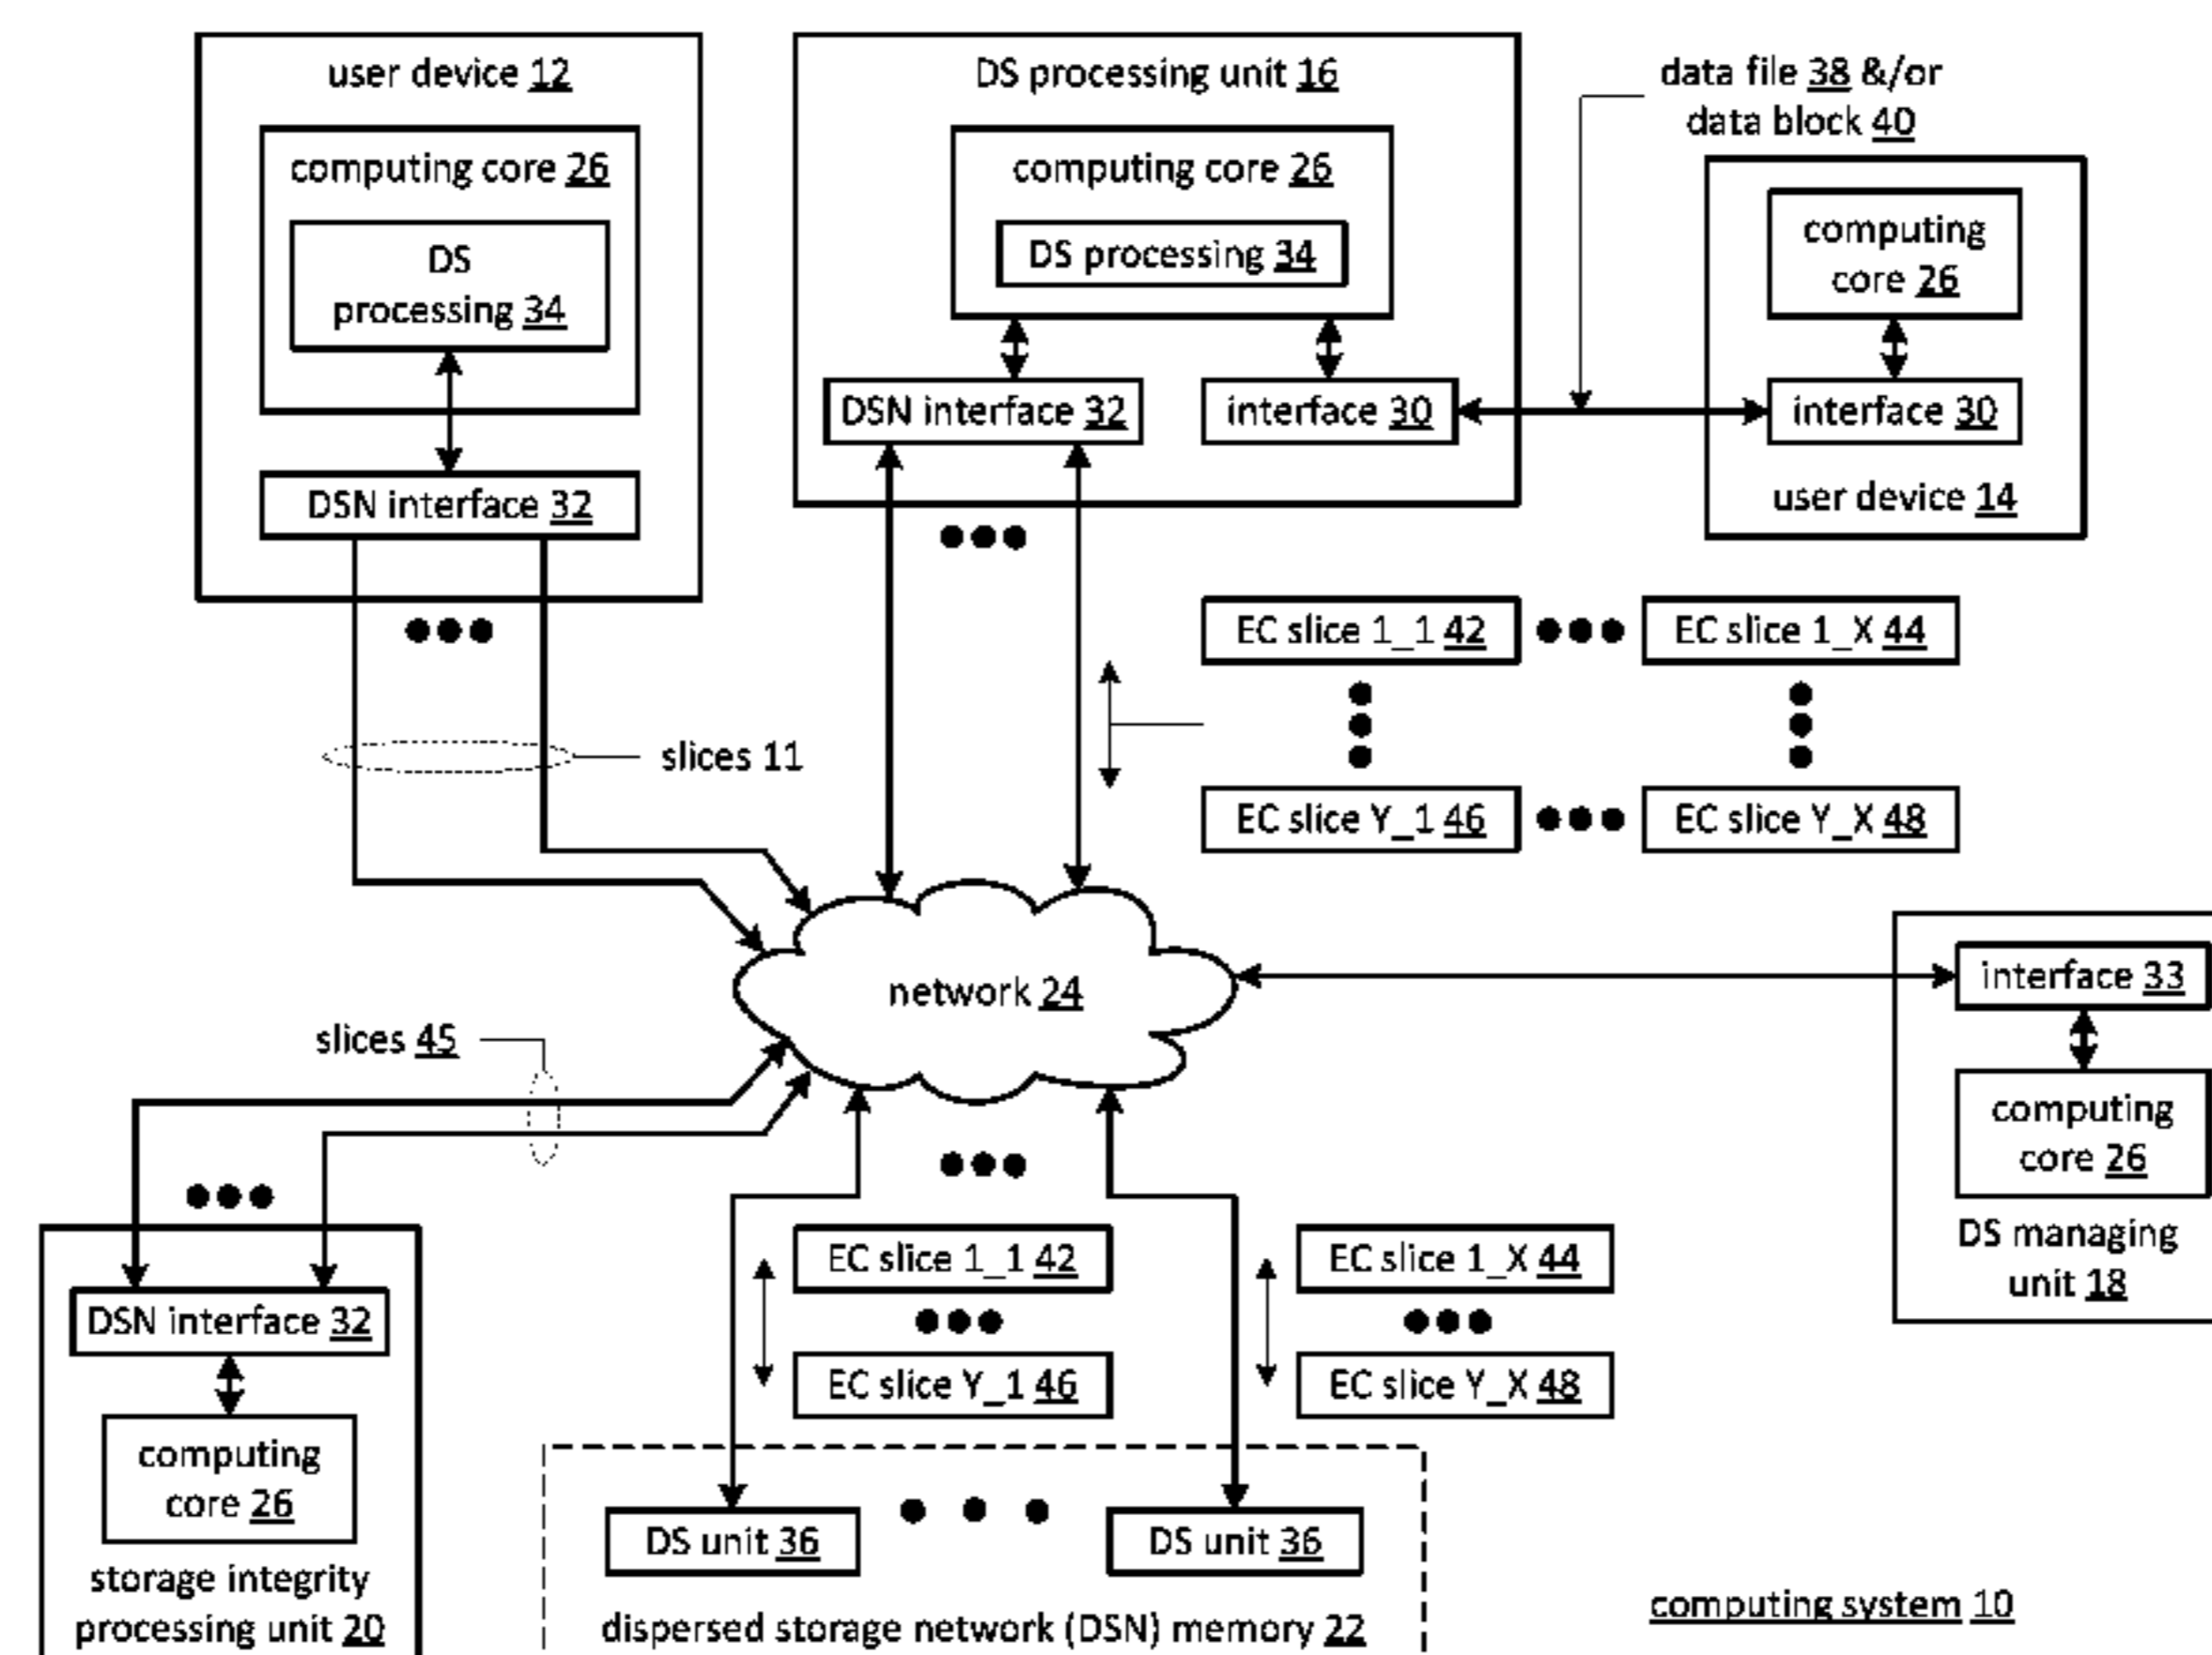 user device 12
computing core 26
DS
processing 34
DSN interface 32
slices 11
DS processing unit 16
computing core 26
DS processing 34
DSN interface 32
interface 30
data file 38 &/or
data block 40
computing
core 26
interface 30
user device 14
EC slice 1_1 42
EC slice 1_X 44
EC slice Y_1 46
EC slice Y_X 48
network 24
interface 33
computing
core 26
DS managing
unit 18
slices 45
DSN interface 32
computing
core 26
storage integrity
processing unit 20
EC slice 1_1 42
EC slice Y_1 46
EC slice 1_X 44
EC slice Y_X 48
DS unit 36
DS unit 36
dispersed storage network (DSN) memory 22
computing system 10